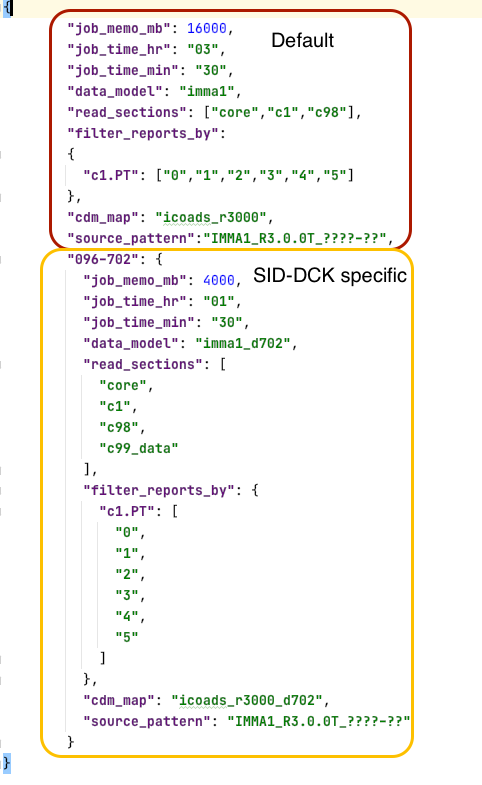 {
"job_memo_mb": 16000,
Default
"job_time_hr": "03",
"job_time_min": "30",
"data_model": "imma1",
"read_sections": ["core","c1","c98"],
"filter_reports_by":
{
"c1.PT": ["0","1","2","3","4","5"]
},
"cdm_map": "icoads_r3000",
"source_pattern":"IMMA1_R3.0.0T_????-??",
"096-702": {
SID-DCK specific
"job_memo_mb": 4000,
"job_time_hr": "01",
"job_time_min": "30",
"data_model": "imma1_d702",
"read_sections": [
"core",
"c1",
"c98",
"c99_data"
],
"filter_reports_by": {
"c1.PT": [
"0",
"1",
"2",
"3",
"4",
"5"
]
},
"cdm_map": "icoads_r3000_d702",
"source_pattern": "IMMA1_R3.0.0T_????-??"
}
}